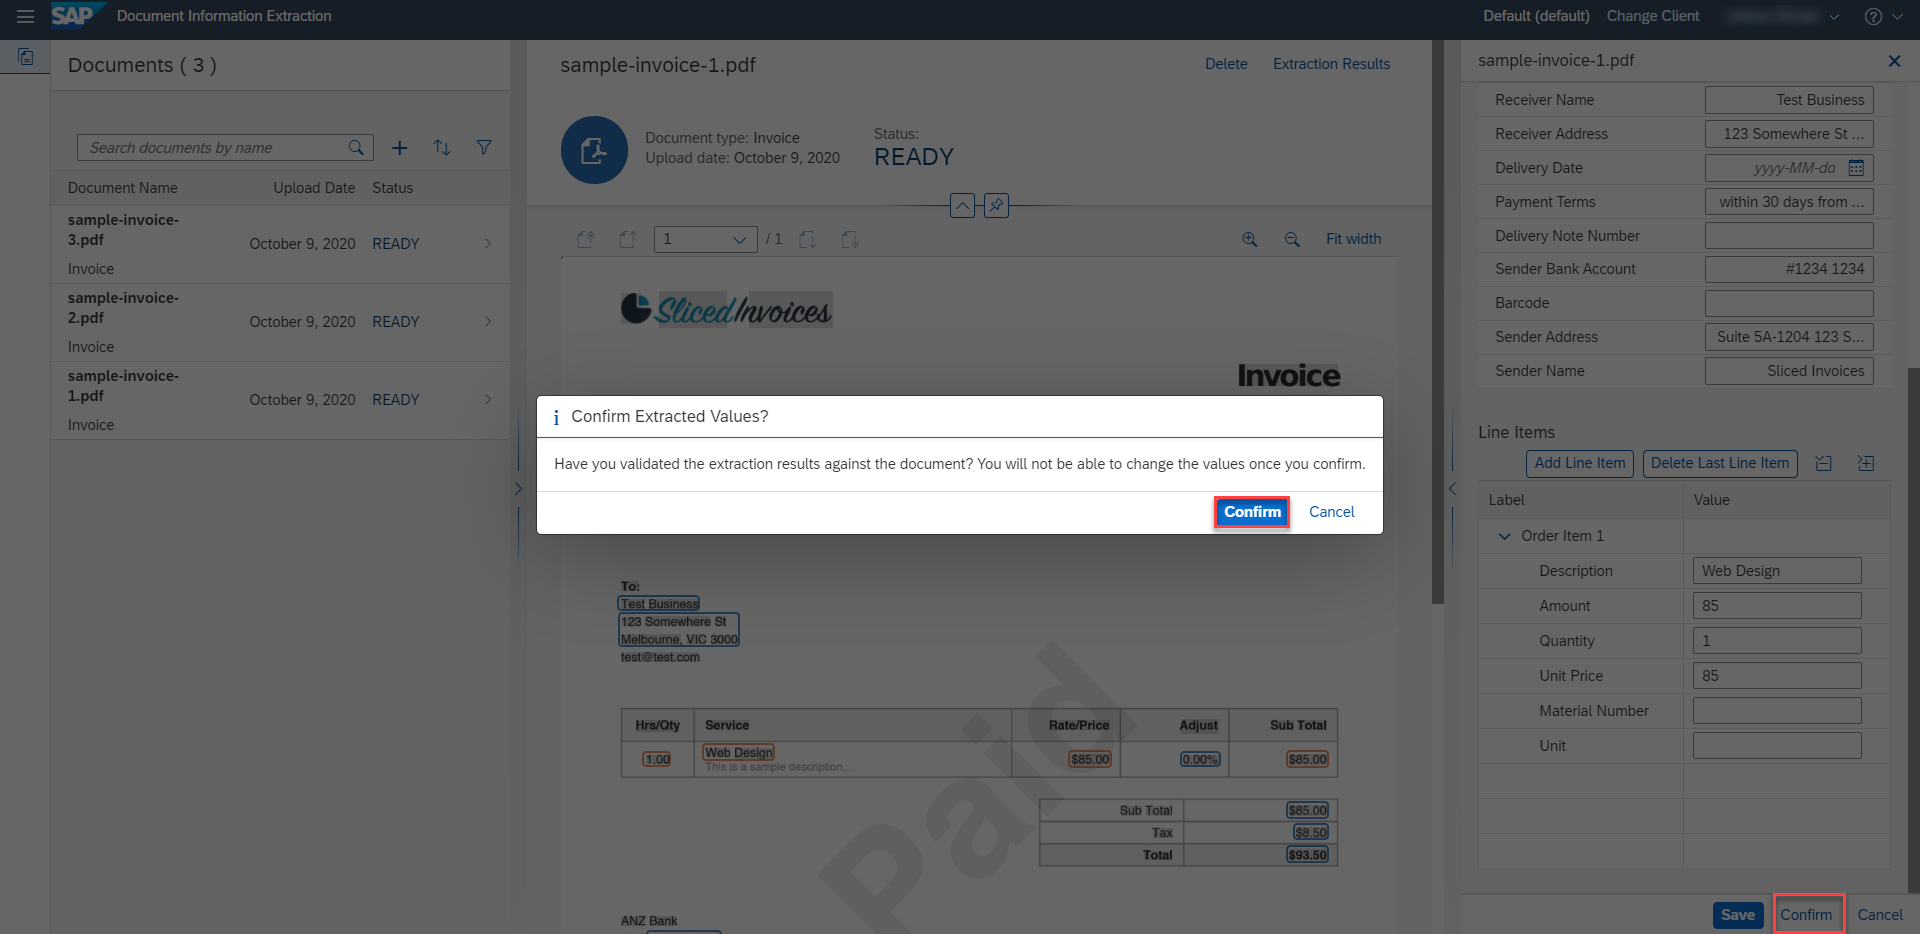 SAP
Document Information Extraction
Default (default)
Change Client
Documents ( 3 )
Search documents by name
Document Name
Upload Date
Status
sample-invoice-
3.pdf
October 9, 2020
READY
Invoice
sample-invoice-
2.pdf
October 9, 2020
READY
Invoice
sample-invoice-
1.pdf
October 9, 2020
READY
Invoice
sample-invoice-1.pdf
Delete
Extraction Results
Document type: Invoice
Upload date: October 9, 2020
Status:
READY
1
/ 1
Fit width
Sliced Invoices
Invoice
i Confirm Extracted Values?
Have you validated the extraction results against the document? You will not be able to change the values once you confirm.
Confirm
Cancel
To:
Test Business
123 Somewhere St
Melbourne, VIC 3000
test@test.com
Hrs/Qty Service Rate/Price Adjust Sub Total
1.00 Web Design $85.00 0.00% $85.00
This is a sample description...
Sub Total $85.00
Tax $8.50
Total $93.50
Paid
ANZ Bank
sample-invoice-1.pdf
Receiver Name Test Business
Receiver Address 123 Somewhere St ...
Delivery Date yyyy-MM-dd
Payment Terms within 30 days from ...
Delivery Note Number
Sender Bank Account #1234 1234
Barcode
Sender Address Suite 5A-1204 123 S...
Sender Name Sliced Invoices
Line Items
Add Line Item
Delete Last Line Item
Label Value
Order Item 1
Description Web Design
Amount 85
Quantity 1
Unit Price 85
Material Number
Unit
Save
Confirm
Cancel